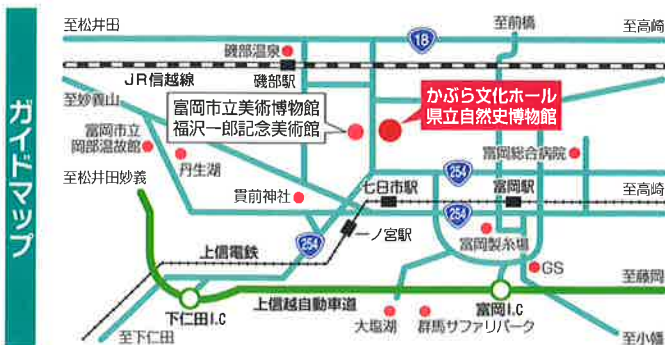 ガイドマップ
至松井田
18
至前橋
至高崎
磯部温泉
JR信越線
磯部駅
至妙義山
富岡市立美術博物館
福沢一郎記念美術館
かぶら文化ホール
県立自然史博物館
富岡市立
岡部温故館
丹生湖
富岡総合病院
254
至松井田妙義
貫前神社
七日市駅
富岡駅
至高崎
254
254
一ノ宮駅
富岡製糸場
上信電鉄
GS
上信越自動車道
至藤岡
下仁田I.C
富岡I.C
大塩湖
群馬サファリパーク
至下仁田
至小幡